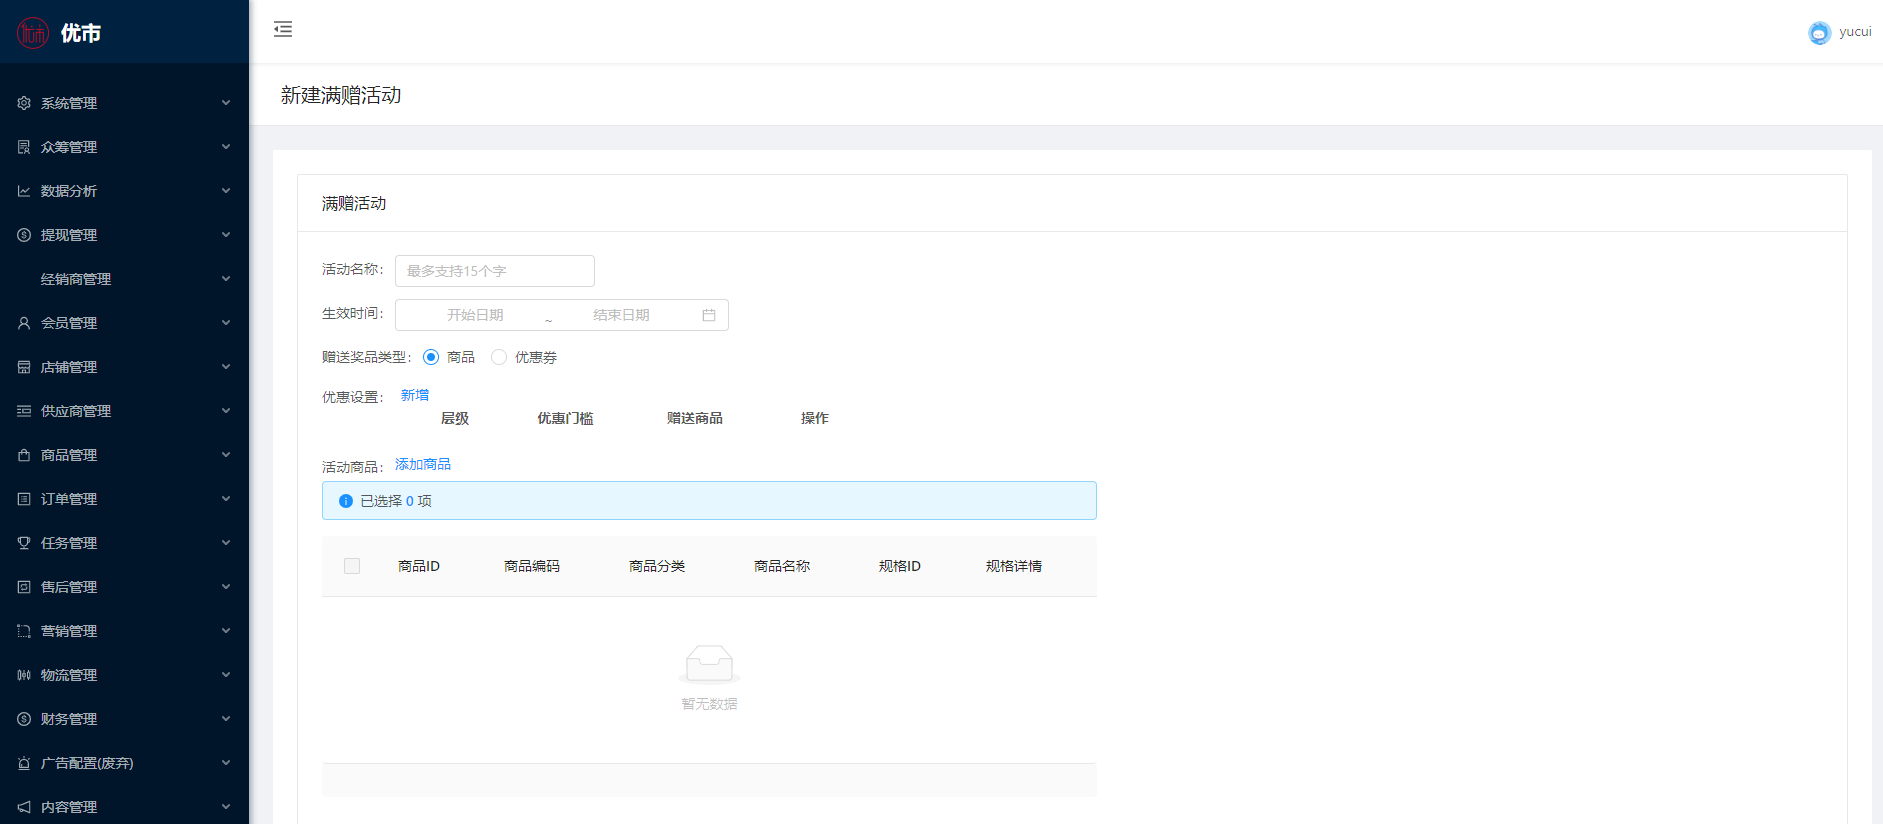 优市
yucui
系统管理
众筹管理
数据分析
提现管理
经销商管理
会员管理
店铺管理
供应商管理
商品管理
订单管理
任务管理
售后管理
营销管理
物流管理
财务管理
广告配置(废弃)
内容管理
新建满赠活动
满赠活动
活动名称： 最多支持15个字
生效时间： 开始日期 ~ 结束日期
赠送奖品类型： 商品 优惠券
优惠设置： 新增
层级 优惠门槛 赠送商品 操作
活动商品： 添加商品
已选择 0 项
商品ID 商品编码 商品分类 商品名称 规格ID 规格详情
暂无数据